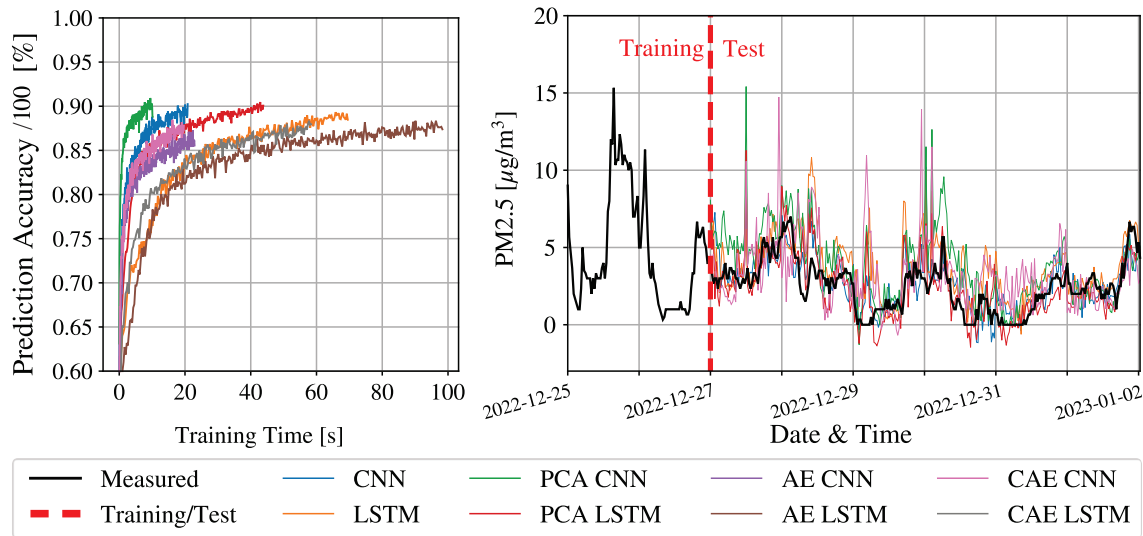 Prediction Accuracy /100 [%]
1.00
0.95
0.90
0.85
0.80
0.75
0.70
0.65
0.60
0
20
40
60
80
100
Training Time [s]
PM2.5 [μg/m³]
20
15
10
5
0
Training
Test
2022-12-25
2022-12-27
2022-12-29
2022-12-31
2023-01-02
Date & Time
Measured
CNN
PCA CNN
AE CNN
CAE CNN
Training/Test
LSTM
PCA LSTM
AE LSTM
CAE LSTM